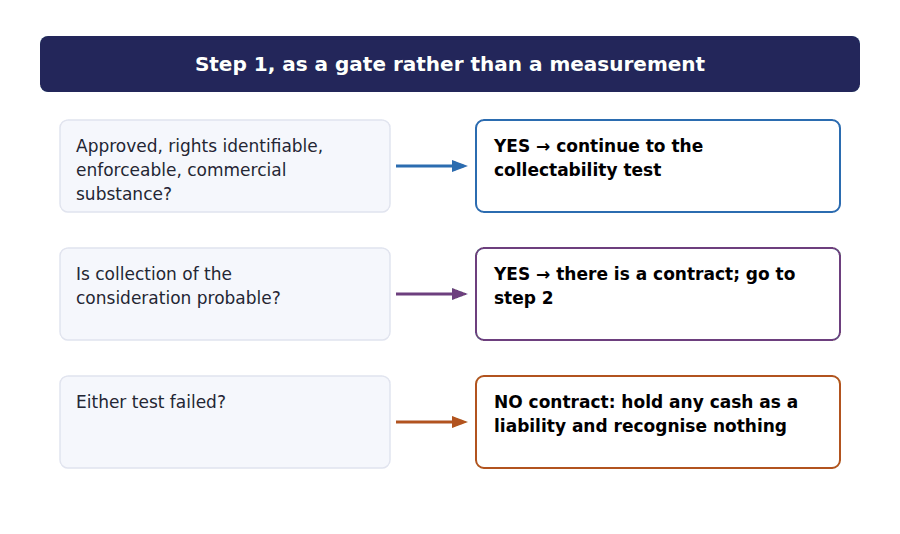 Step 1, as a gate rather than a measurement
Approved, rights identifiable,
enforceable, commercial
substance?
YES → continue to the
collectability test
Is collection of the
consideration probable?
YES → there is a contract; go to
step 2
Either test failed?
NO contract: hold any cash as a
liability and recognise nothing